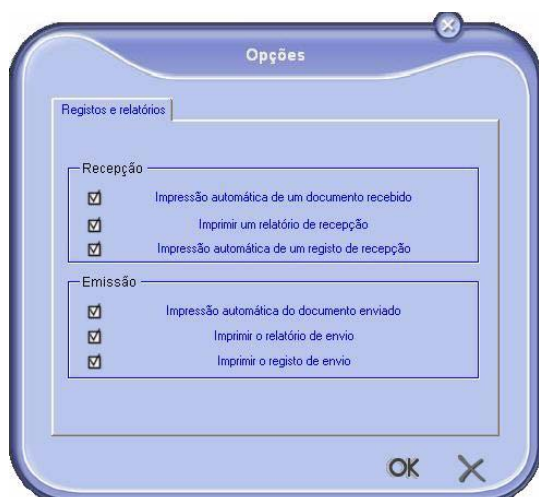 Opções
Registos e relatórios
Recepção
Impressão automática de um documento recebido
Imprimir um relatório de recepção
Impressão automática de um registo de recepção
Emissão
Impressão automática do documento enviado
Imprimir o relatório de envio
Imprimir o registo de envio
OK